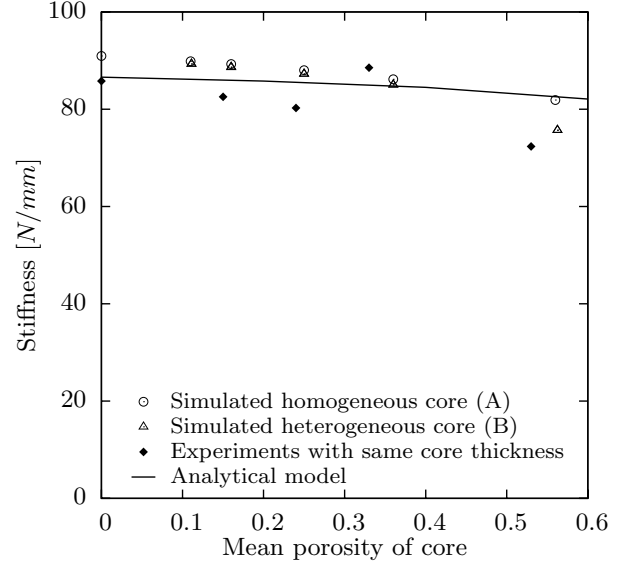 100
80
60
40
20
0
Stiffness [N/mm]
Simulated homogeneous core (A)
Simulated heterogeneous core (B)
Experiments with same core thickness
Analytical model
0 0.1 0.2 0.3 0.4 0.5 0.6
Mean porosity of core